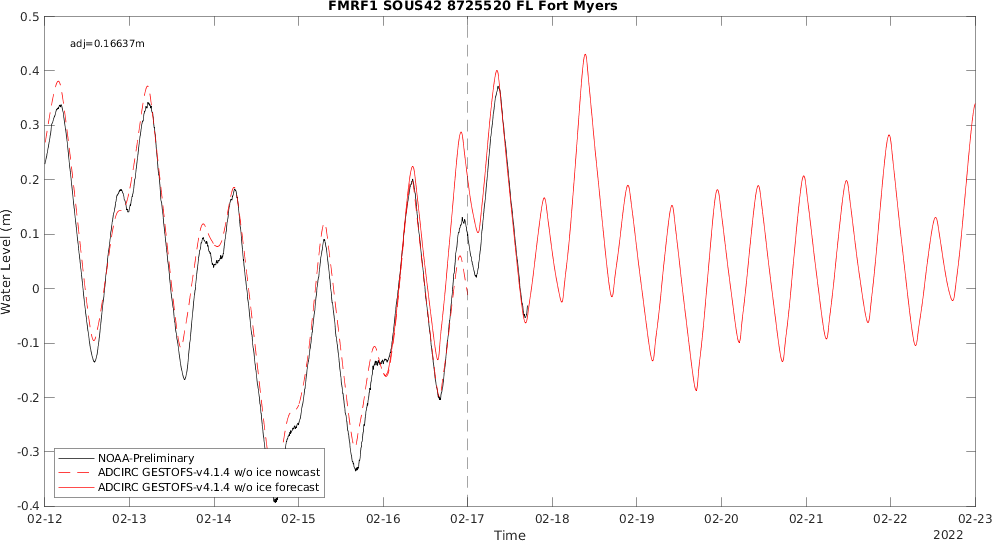 FMRF1 SOUS42 8725520 FL Fort Myers
adj=0.16637m
0.5
0.4
0.3
0.2
0.1
0
-0.1
-0.2
-0.3
-0.4
Water Level (m)
NOAA-Preliminary
ADCIRC GESTOFS-v4.1.4 w/o ice nowcast
ADCIRC GESTOFS-v4.1.4 w/o ice forecast
02-12 02-13 02-14 02-15 02-16 02-17 02-18 02-19 02-20 02-21 02-22 02-23
Time
2022